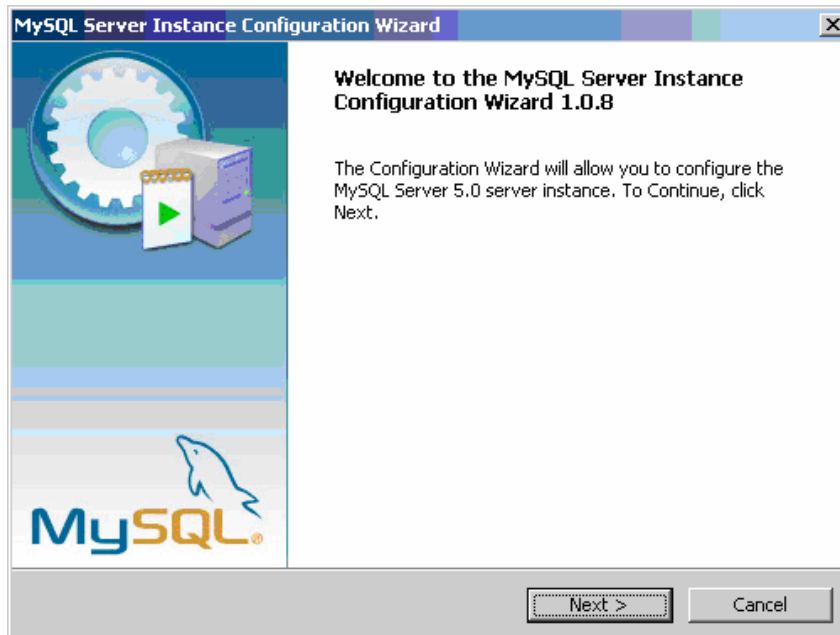 MySQL Server Instance Configuration Wizard
Welcome to the MySQL Server Instance
Configuration Wizard 1.0.8
The Configuration Wizard will allow you to configure the
MySQL Server 5.0 server instance. To Continue, click
Next.
MySQL®
Next >
Cancel